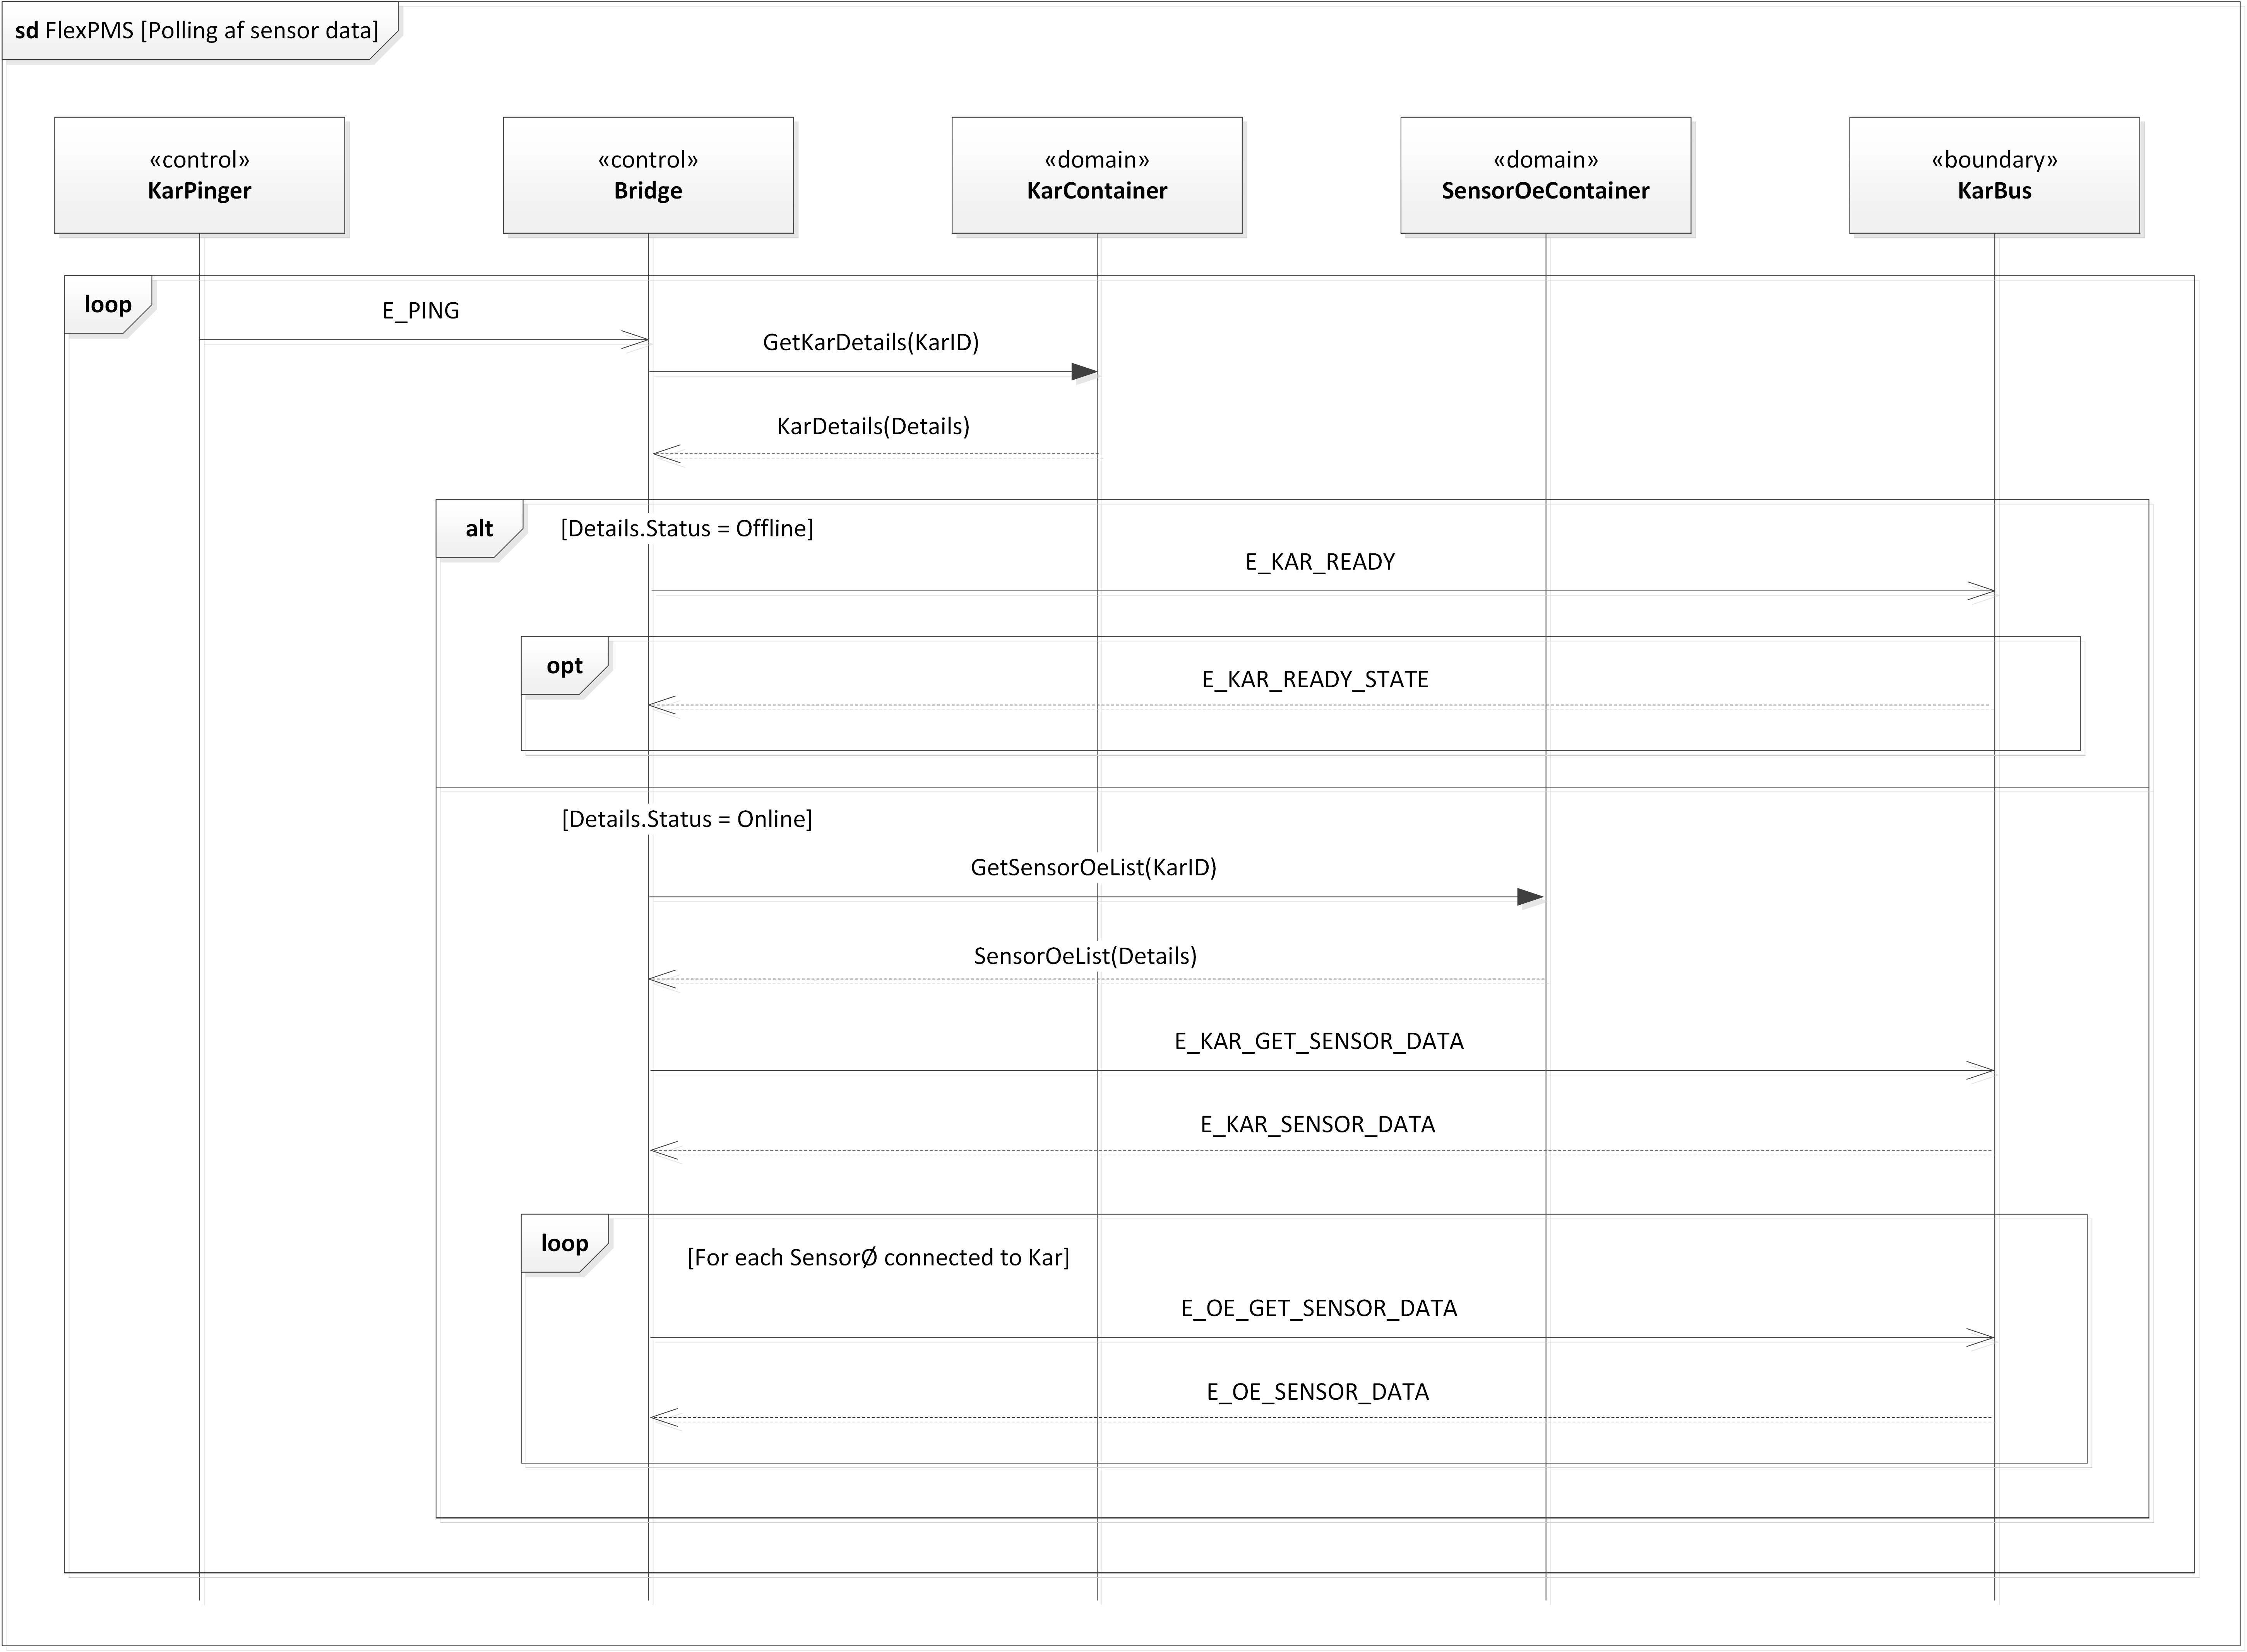 sd FlexPMS [Polling af sensor data]
«control»
KarPinger
«control»
Bridge
«domain»
KarContainer
«domain»
SensorOeContainer
«boundary»
KarBus
loop
E_PING
GetKarDetails(KarID)
KarDetails(Details)
alt
[Details.Status = Offline]
E_KAR_READY
opt
E_KAR_READY_STATE
[Details.Status = Online]
GetSensorOeList(KarID)
SensorOeList(Details)
E_KAR_GET_SENSOR_DATA
E_KAR_SENSOR_DATA
loop
[For each SensorØ connected to Kar]
E_OE_GET_SENSOR_DATA
E_OE_SENSOR_DATA